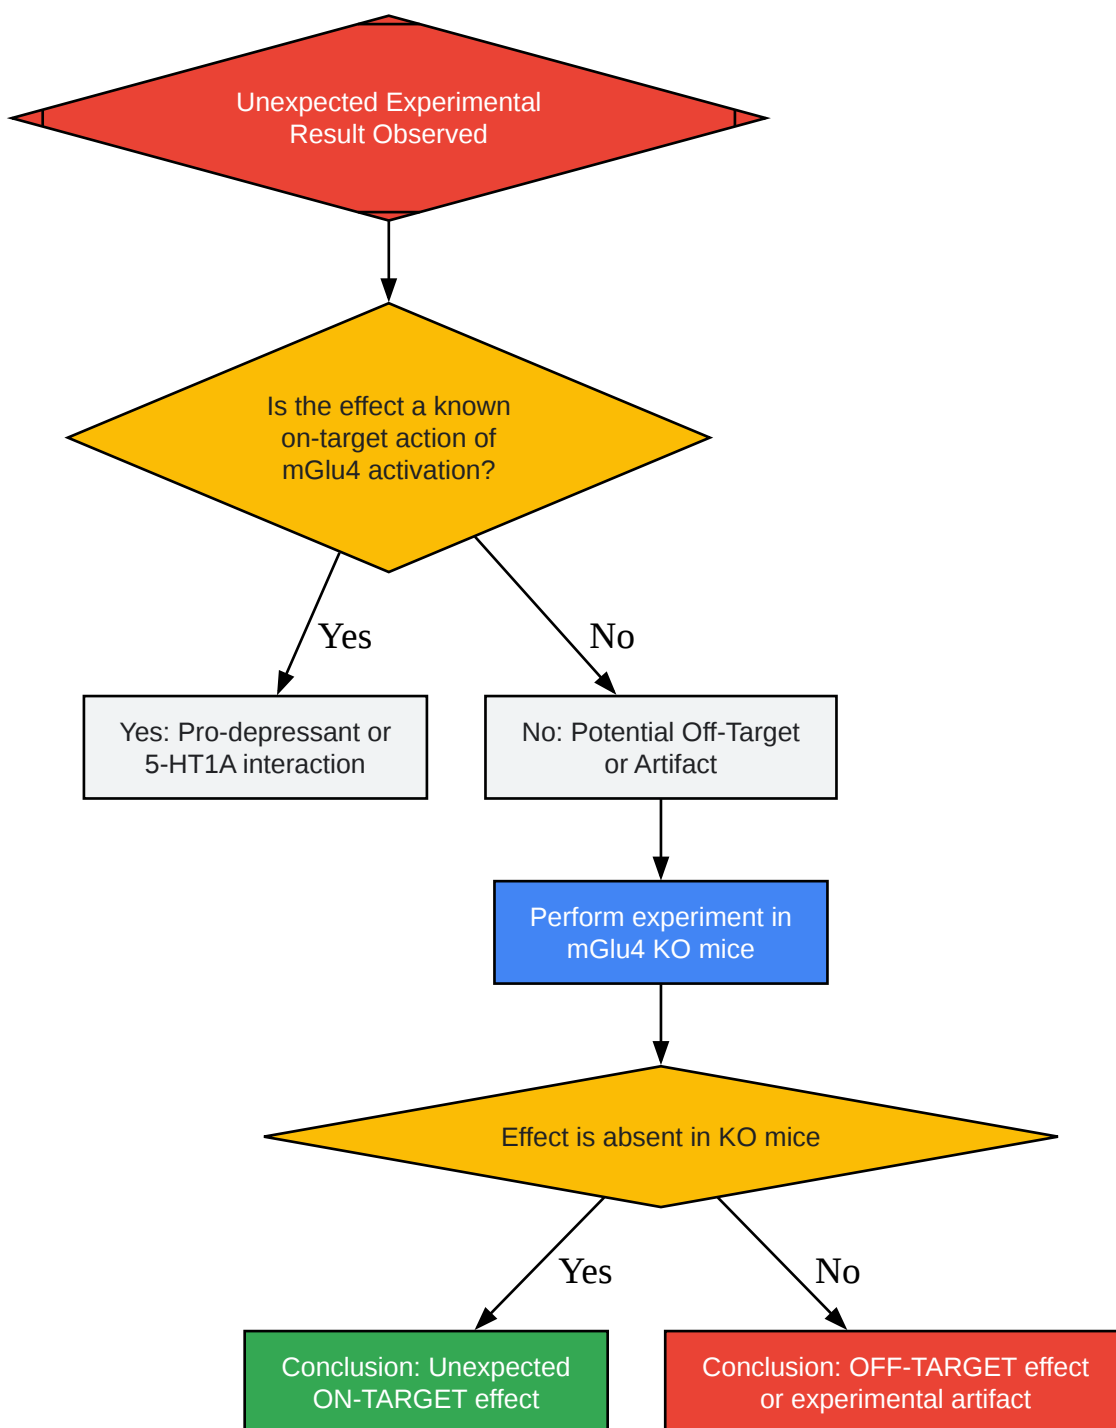 Unexpected Experimental
Result Observed
Is the effect a known
on-target action of
mGlu4 activation?
Yes
No
Yes: Pro-depressant or
5-HT1A interaction
No: Potential Off-Target
or Artifact
Perform experiment in
mGlu4 KO mice
Effect is absent in KO mice
Yes
No
Conclusion: Unexpected
ON-TARGET effect
Conclusion: OFF-TARGET effect
or experimental artifact